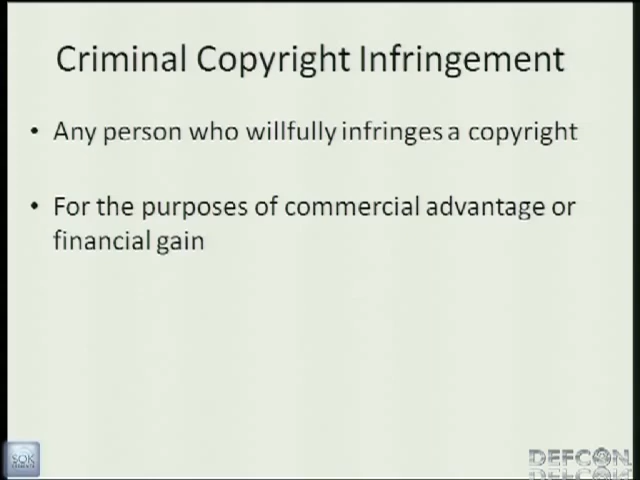 Criminal Copyright Infringement
• Any person who willfully infringes a copyright
• For the purposes of commercial advantage or
financial gain
SOK
DEFCON